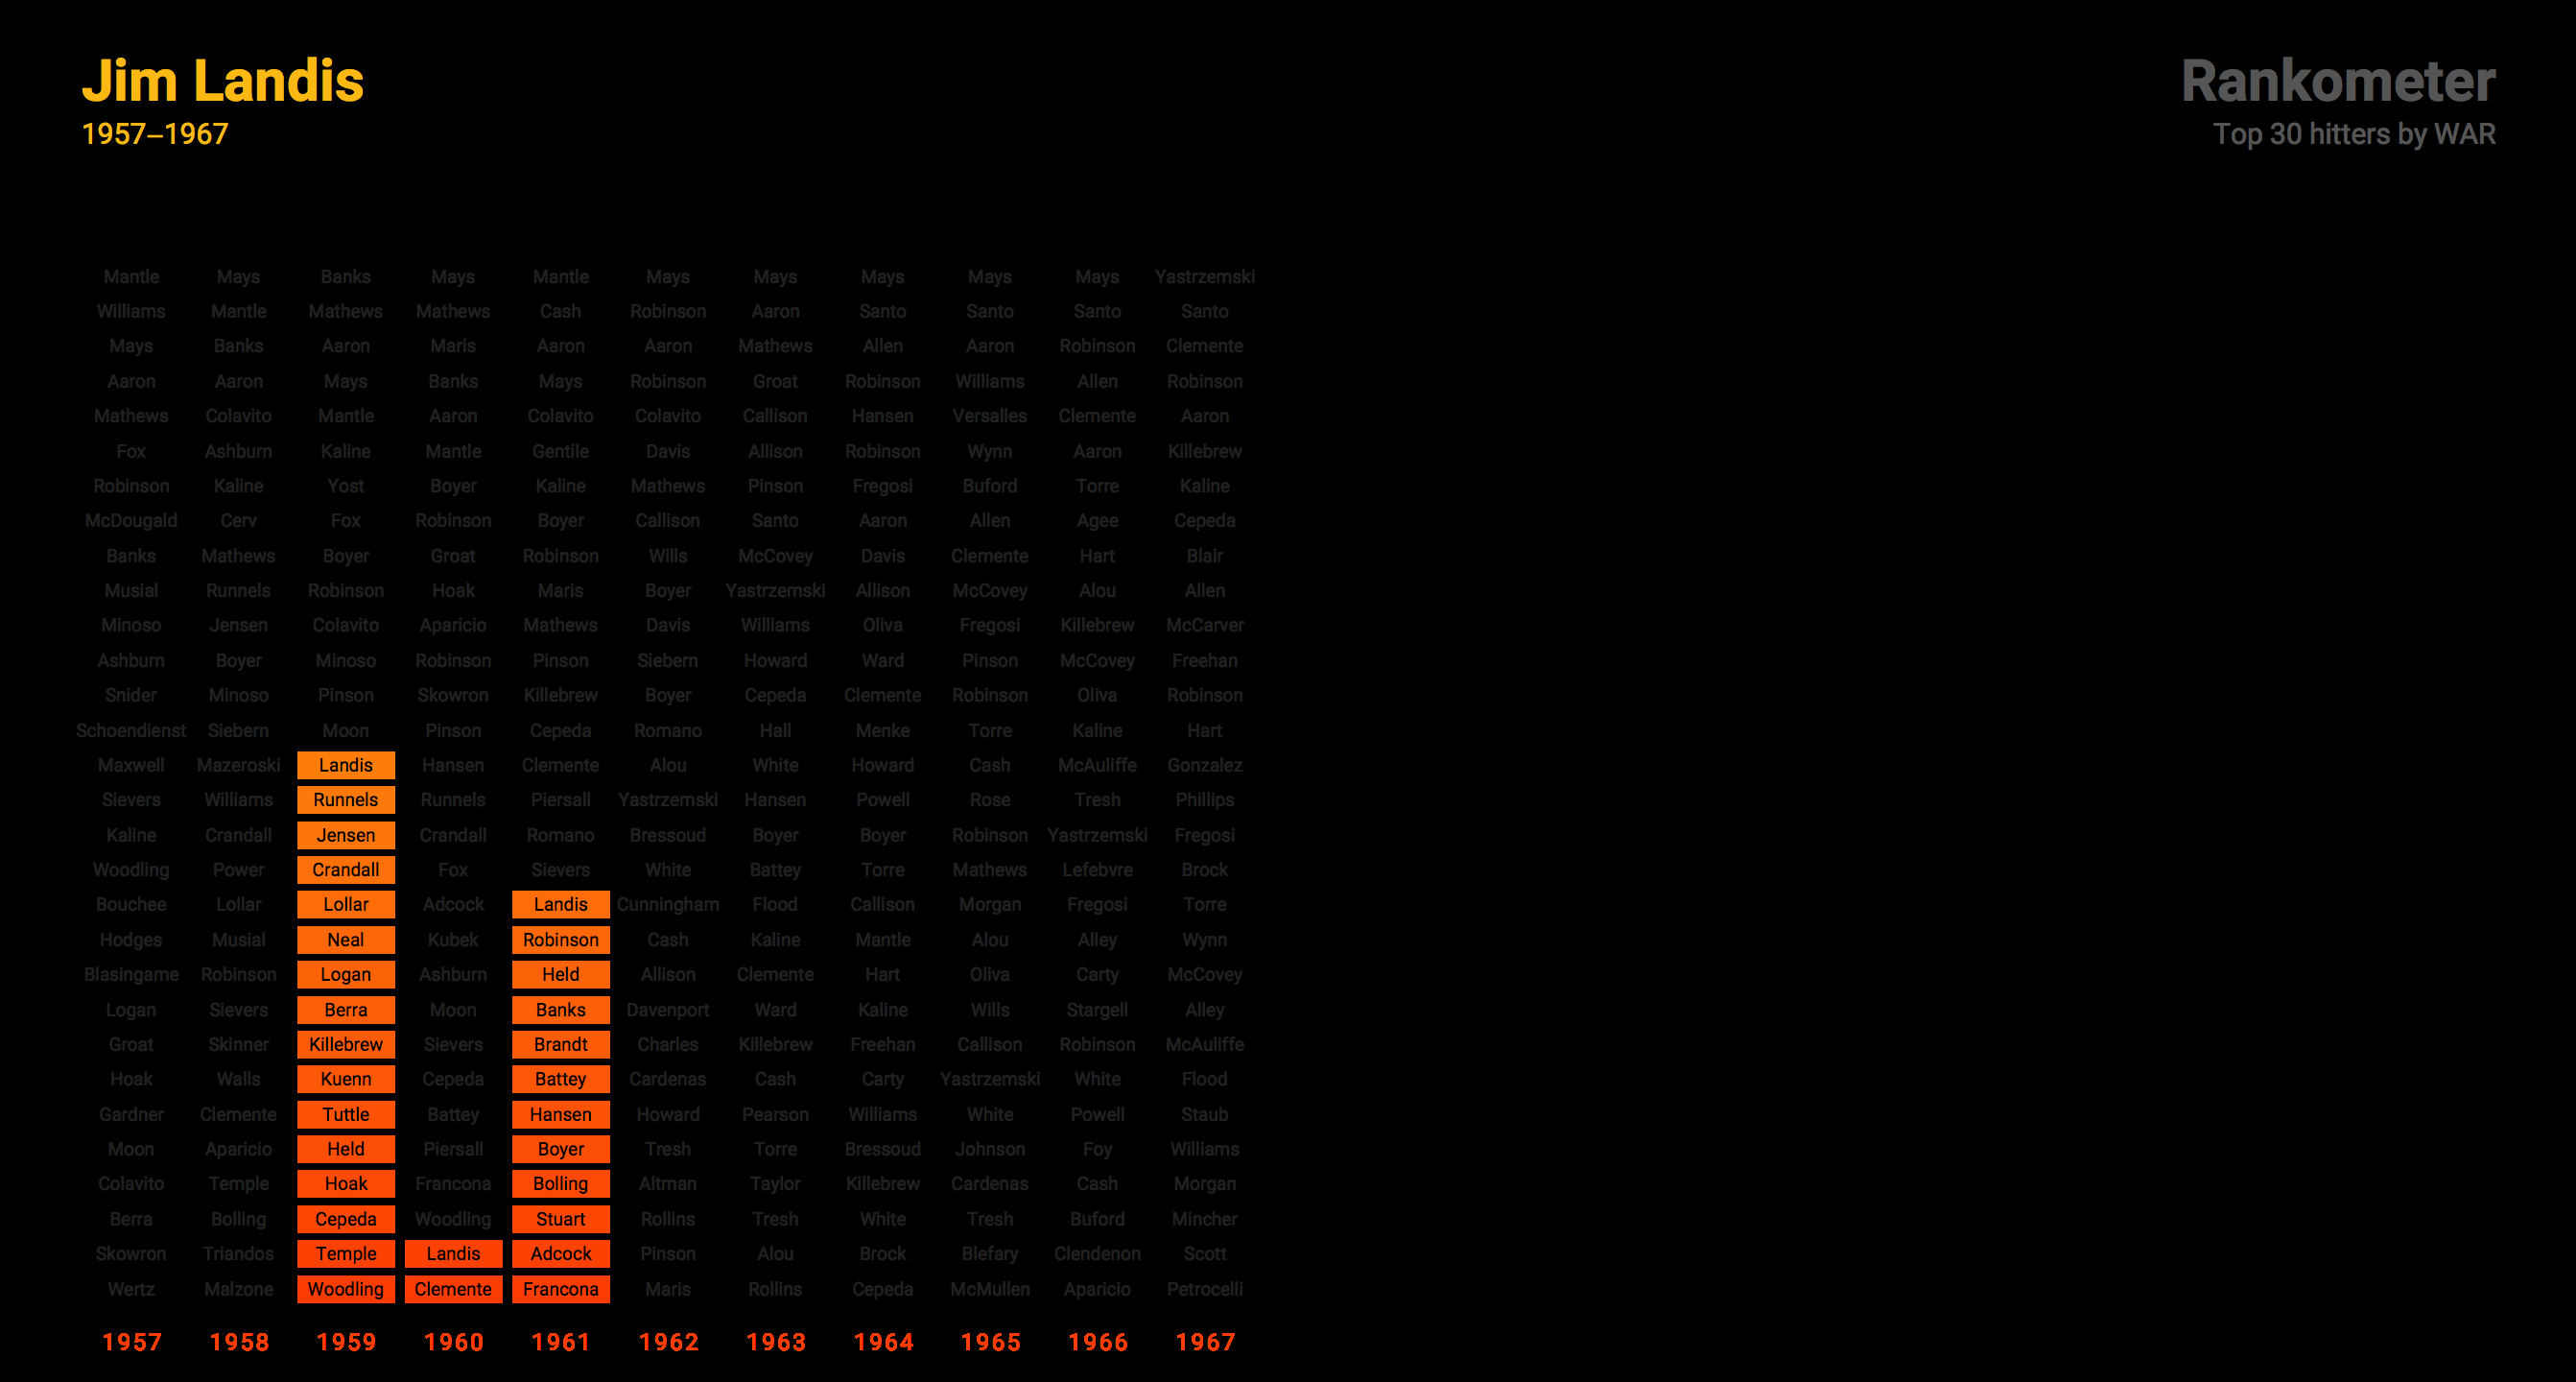 Jim Landis
1957–1967
Rankometer
Top 30 hitters by WAR
Mantle Mays Banks Mays Mantle Mays Mays Mays Mays Mays Yastrzemski
Williams Mantle Mathews Mathews Cash Robinson Aaron Santo Santo Santo Santo
Mays Banks Aaron Maris Aaron Aaron Mathews Allen Aaron Robinson Clemente
Aaron Aaron Mays Banks Mays Robinson Groat Robinson Williams Allen Robinson
Mathews Colavito Mantle Aaron Colavito Colavito Callison Hansen Versalles Clemente Aaron
Fox Ashburn Kaline Mantle Gentile Davis Allison Robinson Wynn Aaron Killebrew
Robinson Kaline Yost Boyer Kaline Mathews Pinson Fregosi Buford Torre Kaline
McDougald Cerv Fox Robinson Boyer Callison Santo Aaron Allen Agee Cepeda
Banks Mathews Boyer Groat Robinson Wills McCovey Davis Clemente Hart Blair
Musial Runnels Robinson Hoak Maris Boyer Yastrzemski Allison McCovey Alou Allen
Minoso Jensen Colavito Aparicio Mathews Davis Williams Oliva Fregosi Killebrew McCarver
Ashburn Boyer Minoso Robinson Pinson Siebern Howard Ward Pinson McCovey Freehan
Snider Minoso Pinson Skowron Killebrew Boyer Cepeda Clemente Robinson Oliva Robinson
Schoendienst Siebern Moon Pinson Cepeda Romano Hall Menke Torre Kaline Hart
Maxwell Mazeroski Landis Hansen Clemente Alou White Howard Cash McAuliffe Gonzalez
Sievers Williams Runnels Runnels Piersall Yastrzemski Hansen Powell Rose Tresh Phillips
Kaline Crandall Jensen Crandall Romano Bressoud Boyer Boyer Robinson Yastrzemski Fregosi
Woodling Power Crandall Fox Sievers White Battey Torre Mathews Lefebvre Brock
Bouchee Lollar Lollar Adcock Landis Cunningham Flood Callison Morgan Fregosi Torre
Hodges Musial Neal Kubek Robinson Cash Kaline Mantle Alou Alley Wynn
Blasingame Robinson Logan Ashburn Held Allison Clemente Hart Oliva Carty McCovey
Logan Sievers Berra Moon Banks Davenport Ward Kaline Wills Stargell Alley
Groat Skinner Killebrew Sievers Brandt Charles Killebrew Freehan Callison Robinson McAuliffe
Hoak Walls Kuenn Cepeda Battey Cardenas Cash Carty Yastrzemski White Flood
Gardner Clemente Tuttle Battey Hansen Howard Pearson Williams White Powell Staub
Moon Aparicio Held Piersall Boyer Tresh Torre Bressoud Johnson Foy Williams
Colavito Temple Hoak Francona Bolling Altman Taylor Killebrew Cardenas Cash Morgan
Berra Bolling Cepeda Woodling Stuart Rollins Tresh White Tresh Buford Mincher
Skowron Triandos Temple Landis Adcock Pinson Alou Brock Blefary Clendenon Scott
Wertz Malzone Woodling Clemente Francona Maris Rollins Cepeda McMullen Aparicio Petrocelli
1957 1958 1959 1960 1961 1962 1963 1964 1965 1966 1967